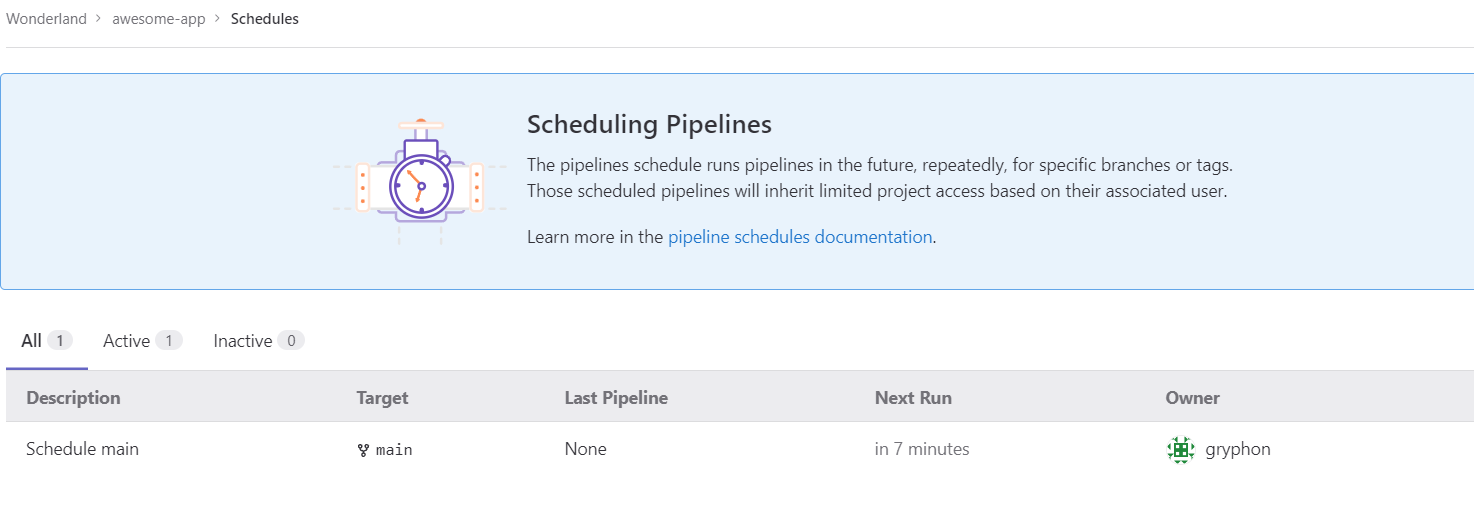 Wonderland > awesome-app > Schedules
Scheduling Pipelines
The pipelines schedule runs pipelines in the future, repeatedly, for specific branches or tags.
Those scheduled pipelines will inherit limited project access based on their associated user.
Learn more in the pipeline schedules documentation.
All 1 Active 1 Inactive 0
Description Target Last Pipeline Next Run Owner
Schedule main main None in 7 minutes gryphon